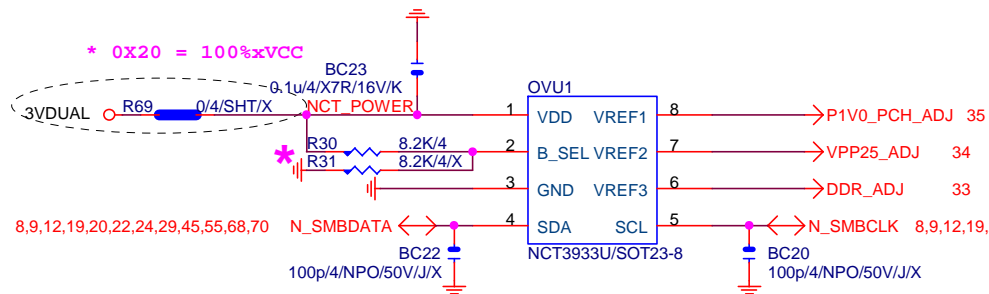 * 0X20 = 100%xVCC
BC23
0.1u/4/X7R/16V/K
OVU1
3VDUAL R69 0/4/SHT/X NCT_POWER 1 VDD VREF1 8 P1V0_PCH_ADJ 35
* R30 8.2K/4 2 B_SEL VREF2 7 VPP25_ADJ 34
R31 8.2K/4/X
3 GND VREF3 6 DDR_ADJ 33
8,9,12,19,20,22,24,29,45,55,68,70 N_SMBDATA 4 SDA SCL 5 N_SMBCLK 8,9,12,19,
BC22 NCT3933U/SOT23-8 BC20
100p/4/NPO/50V/J/X 100p/4/NPO/50V/J/X